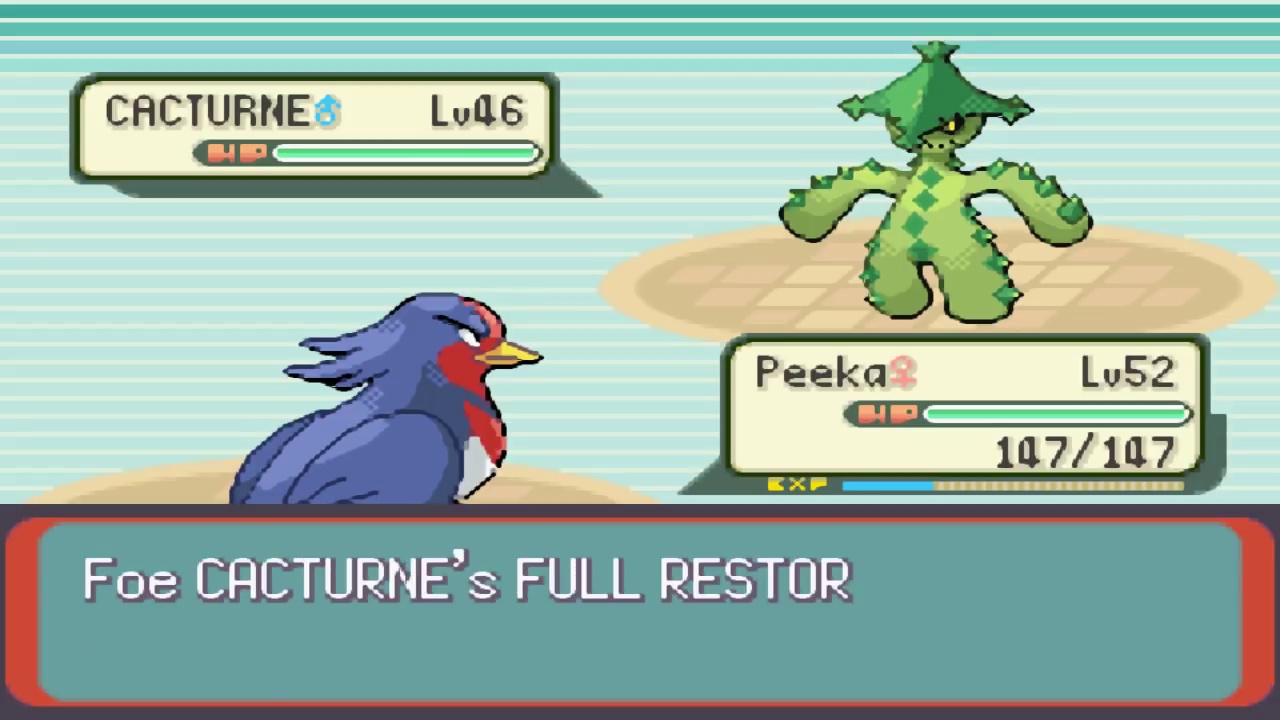 CACTURNE♂ Lv46
HP
Peeka♀ Lv52
HP
147/147
EXP
Foe CACTURNE's FULL RESTOR